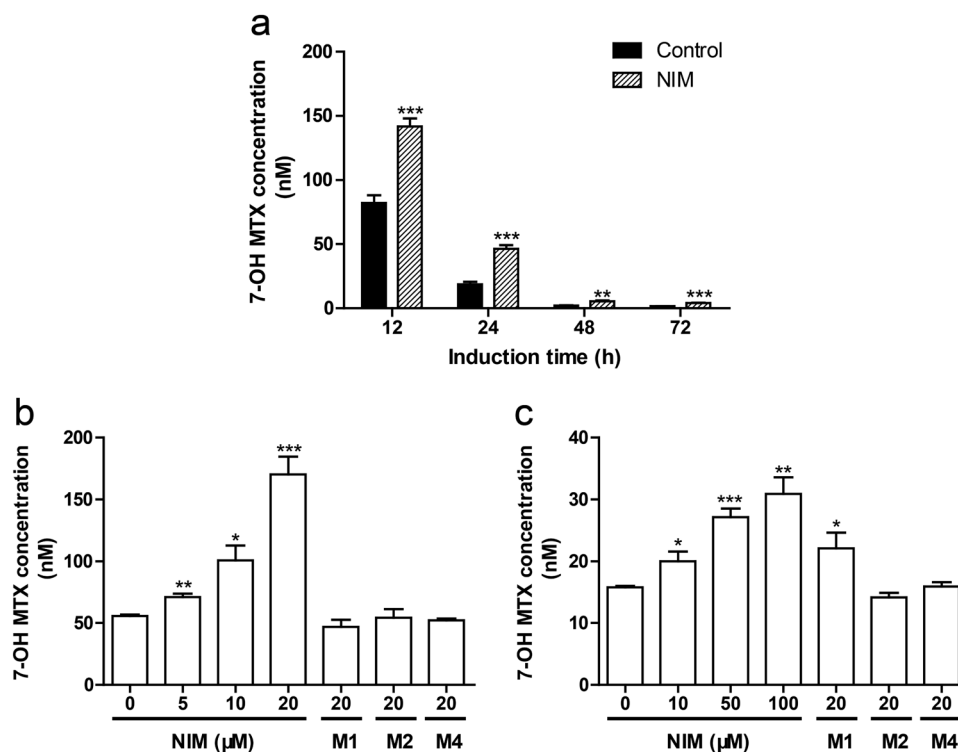 a
200
150
100
50
0
7-OH MTX concentration
(nM)
Control
NIM
***
***
**
***
12 24 48 72
Induction time (h)
b
200
150
100
50
0
7-OH MTX concentration
(nM)
**
*
***
0 5 10 20 20 20 20
NIM (µM) M1 M2 M4
c
40
30
20
10
0
7-OH MTX concentration
(nM)
*
***
**
*
0 10 50 100 20 20 20
NIM (µM) M1 M2 M4